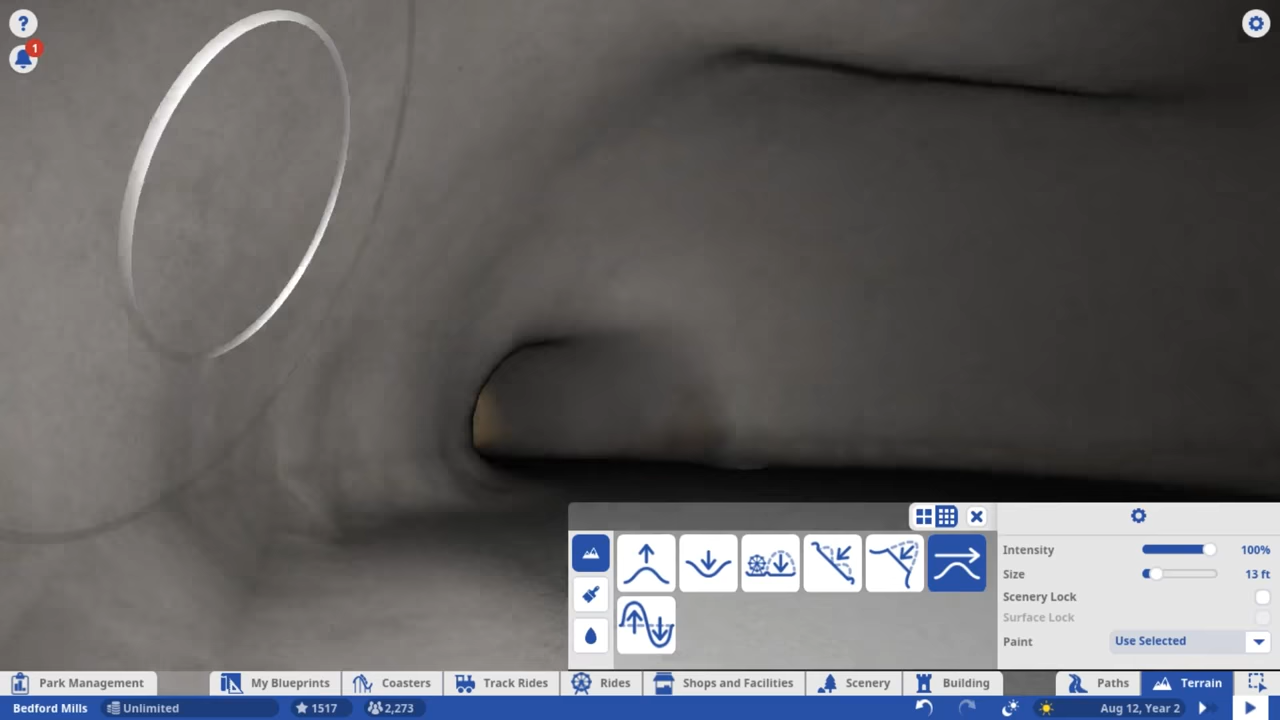 ?
1
Intensity 100%
Size 13 ft
Scenery Lock
Surface Lock
Paint Use Selected
Park Management My Blueprints Coasters Track Rides Rides Shops and Facilities Scenery Building Paths Terrain
Bedford Mills Unlimited 1517 2,273 Aug 12, Year 2